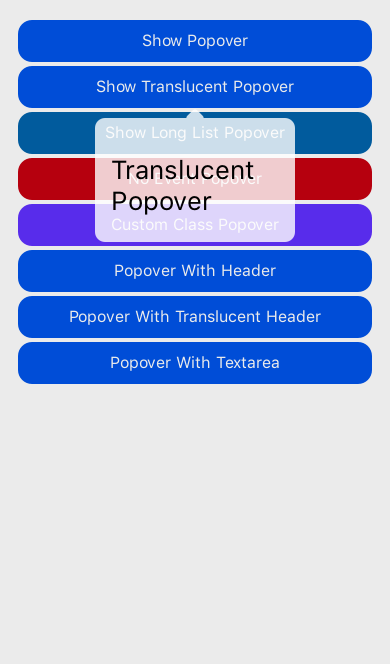 Show Popover
Show Translucent Popover
Show Long List Popover
Translucent
Popover
No Event Popover
Custom Class Popover
Popover With Header
Popover With Translucent Header
Popover With Textarea